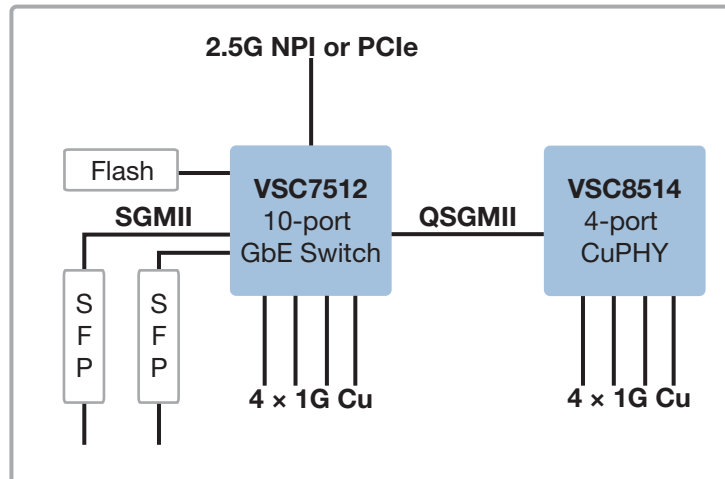 2.5G NPI or PCIe
Flash
VSC7512
10-port
GbE Switch
SGMII
QSGMII
VSC8514
4-port
CuPHY
S
F
P
S
F
P
4 × 1G Cu
4 × 1G Cu